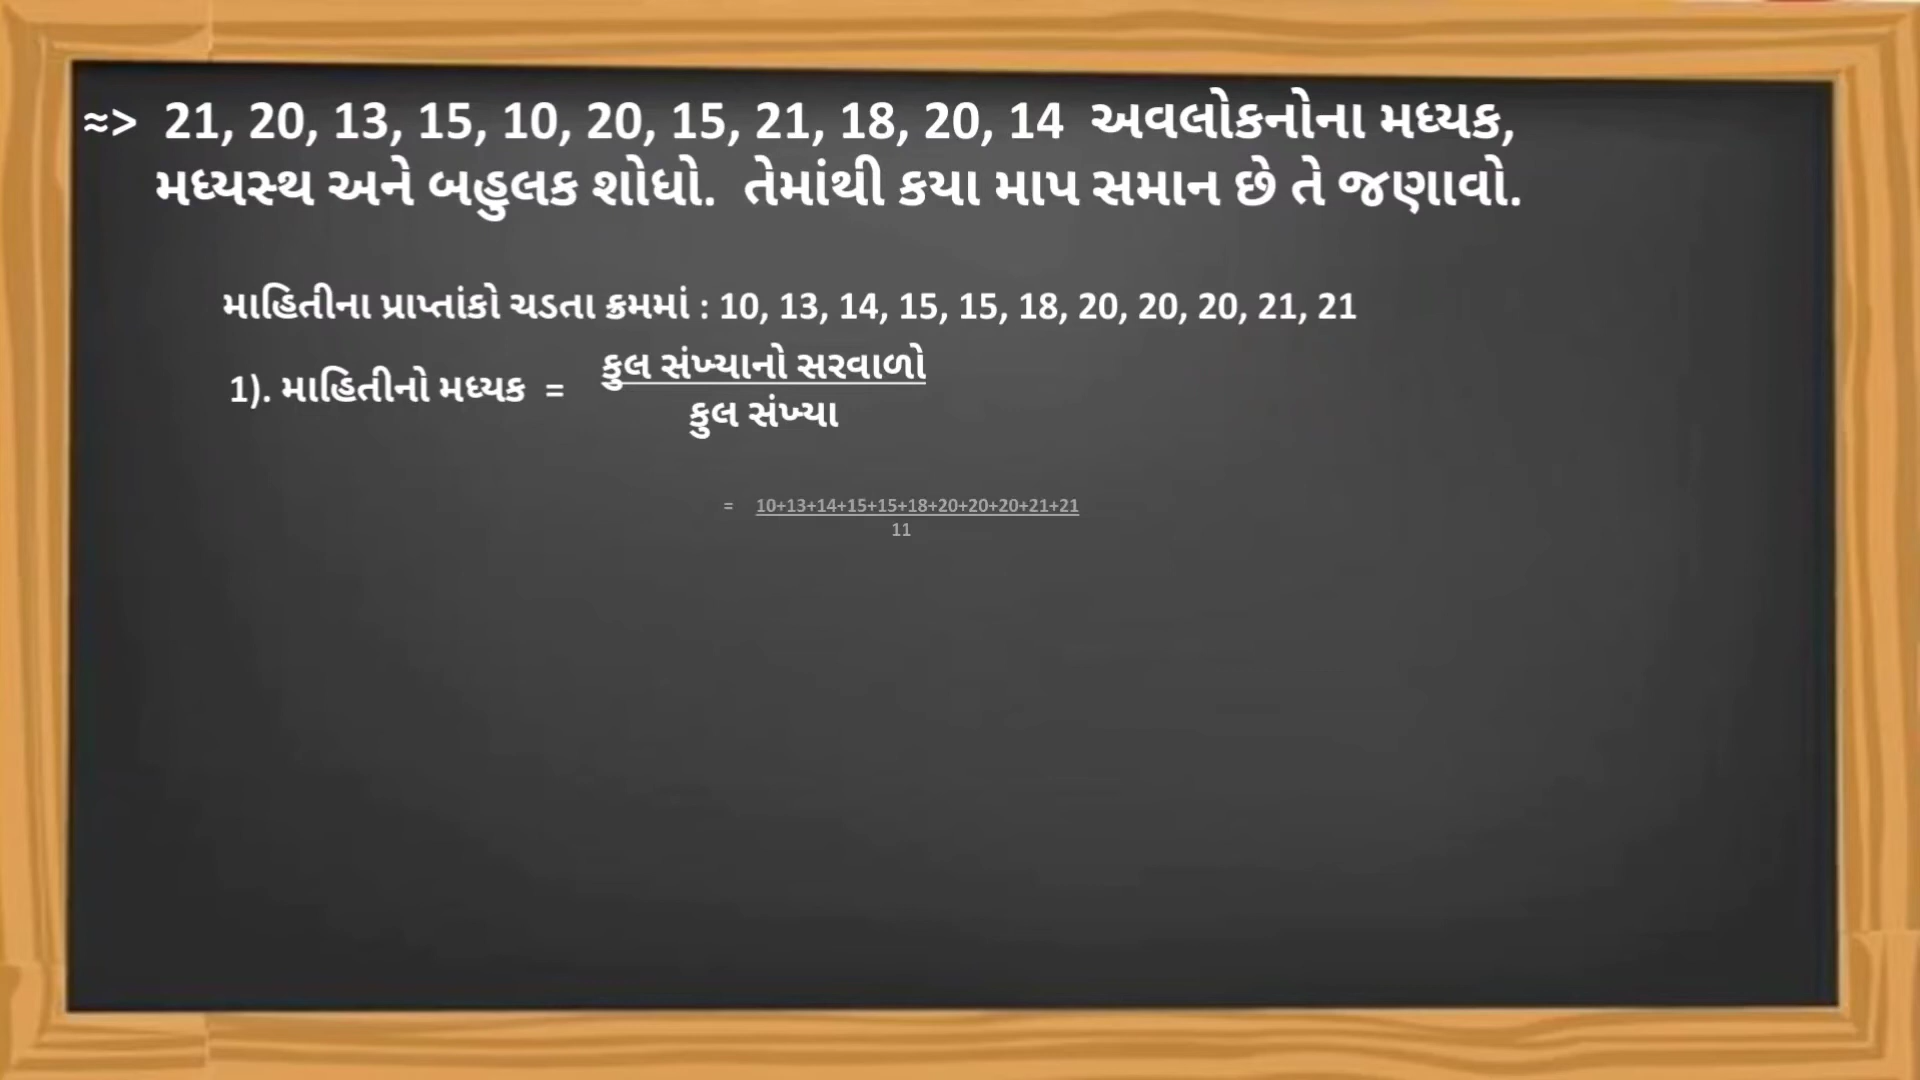 ≈> 21, 20, 13, 15, 10, 20, 15, 21, 18, 20, 14 અવલોકનોના મધ્યક,
મધ્યસ્થ અને બહુલક શોધો. તેમાંથી કયા માપ સમાન છે તે જણાવો.
માહિતીના પ્રાપ્તાંકો ચડતા ક્રમમાં : 10, 13, 14, 15, 15, 18, 20, 20, 20, 21, 21
1). માહિતીનો મધ્યક = કુલ સંખ્યાનો સરવાળો
કુલ સંખ્યા
= 10+13+14+15+15+18+20+20+20+21+21
11